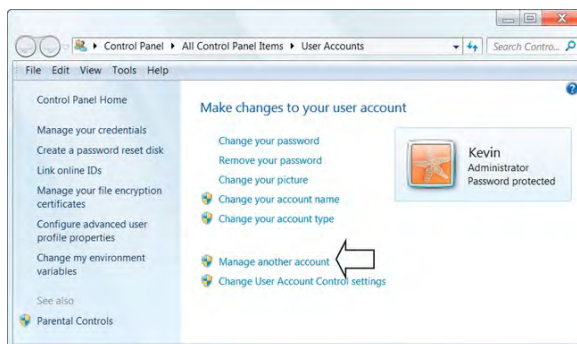 Control Panel ▸ All Control Panel Items ▸ User Accounts
Search Contro...
File Edit View Tools Help
Control Panel Home
Manage your credentials
Create a password reset disk
Link online IDs
Manage your file encryption
certificates
Configure advanced user
profile properties
Change my environment
variables
See also
Parental Controls
Make changes to your user account
Change your password
Remove your password
Change your picture
Change your account name
Change your account type
Manage another account
Change User Account Control settings
Kevin
Administrator
Password protected